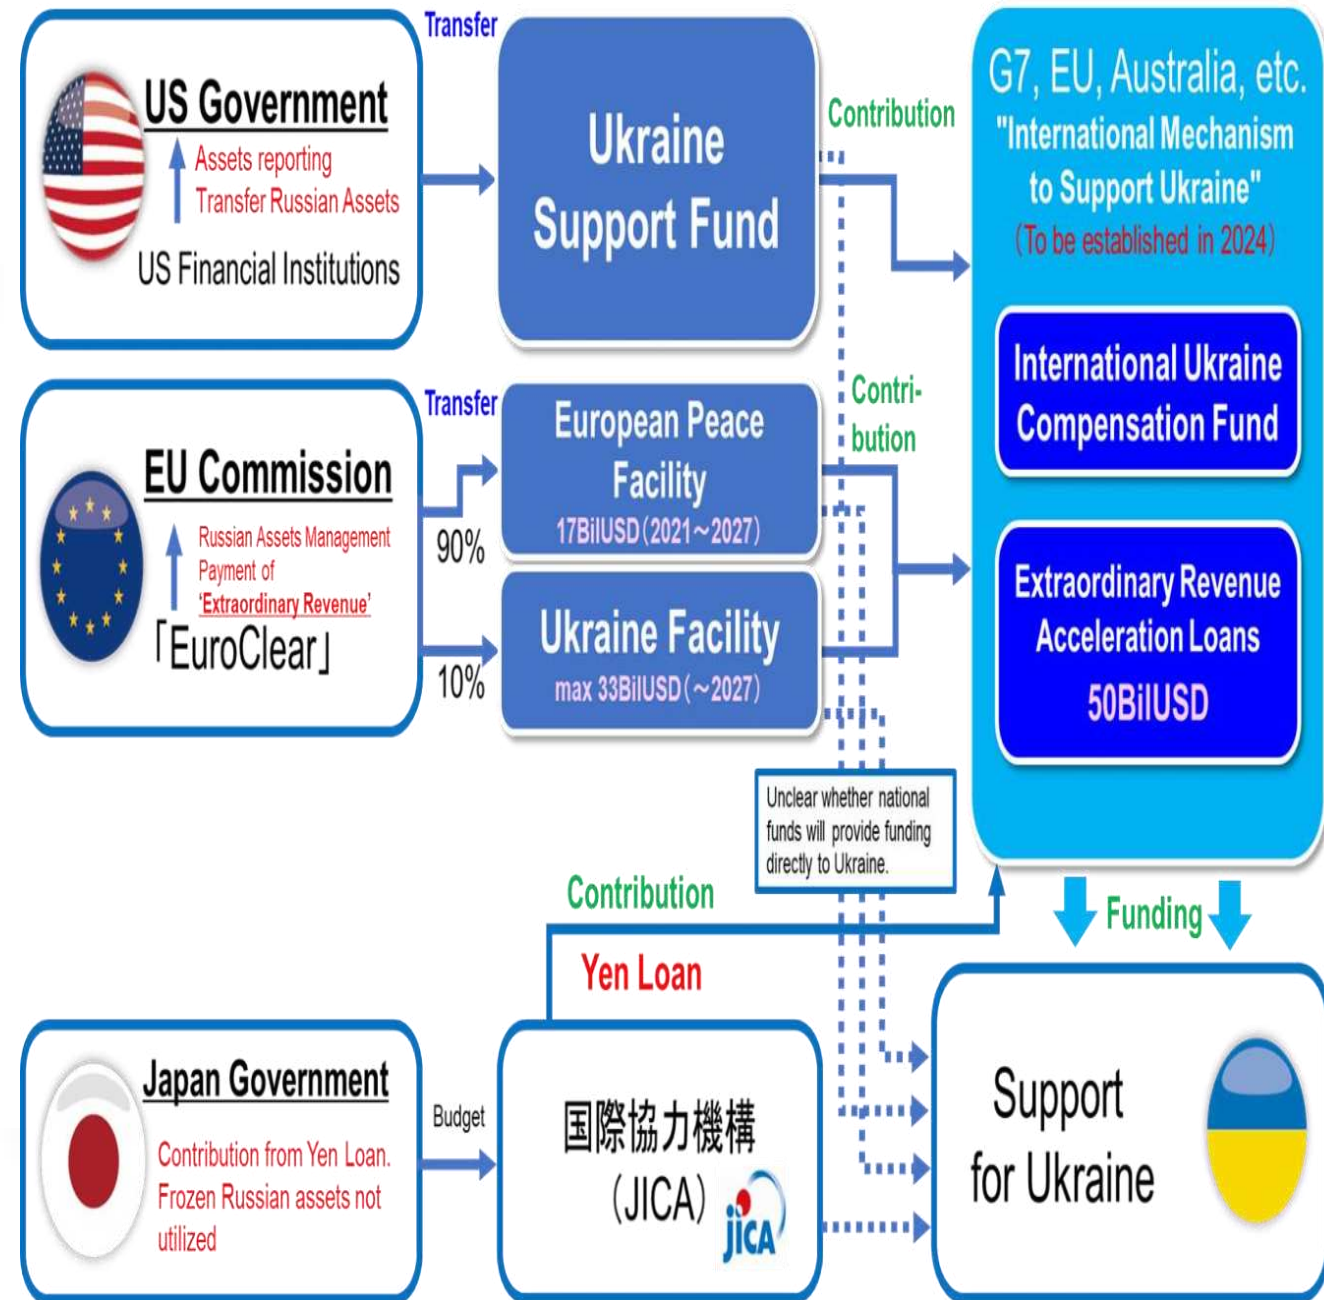 Transfer
US Government
Assets reporting
Transfer Russian Assets
US Financial Institutions
Ukraine
Support Fund
Contribution
G7, EU, Australia, etc.
"International Mechanism
to Support Ukraine"
(To be established in 2024)
International Ukraine
Compensation Fund
Extraordinary Revenue
Acceleration Loans
50BilUSD
Transfer
EU Commission
Russian Assets Management
Payment of
‘Extraordinary Revenue’
「EuroClear」
90%
10%
European Peace
Facility
17BilUSD(2021～2027)
Ukraine Facility
max 33BilUSD(～2027)
Contri-
bution
Unclear whether national
funds will provide funding
directly to Ukraine.
Contribution
Yen Loan
Funding
Japan Government
Contribution from Yen Loan.
Frozen Russian assets not
utilized
Budget
国際協力機構
(JICA)
jICA
Support
for Ukraine